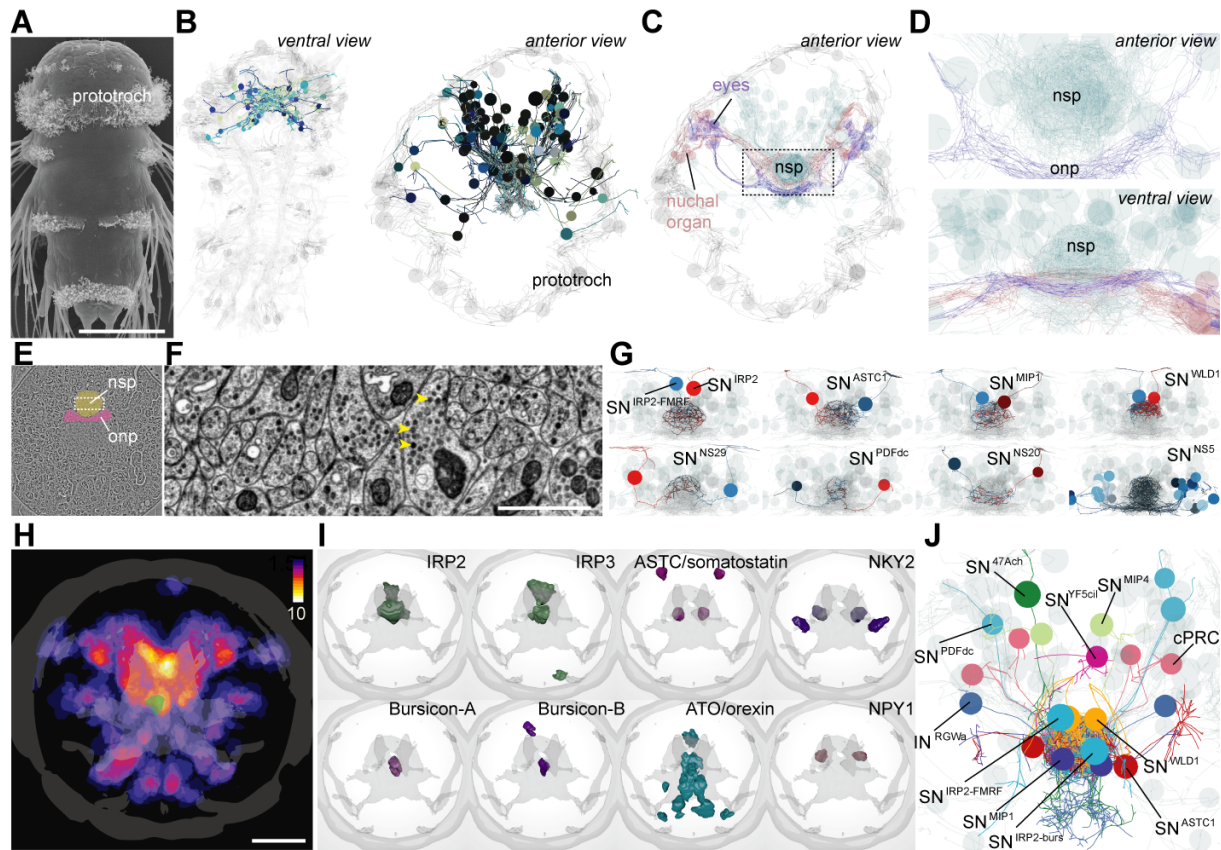 A
prototroch
B
ventral view
anterior view
prototroch
C
anterior view
eyes
nsp
nuchal
organ
D
anterior view
nsp
onp
ventral view
nsp
E
nsp
onp
F
G
SN IRP2
SN IRP2-FMRF
SN ASTC1
SN MIP1
SN WLD1
SN NS29
SN PDFdc
SN NS20
SN NS5
H
10
I
IRP2
IRP3
ASTC/somatostatin
NKY2
Bursicon-A
Bursicon-B
ATO/orexin
NPY1
J
SN 47Ach
SN YF5cil
SN MIP4
SN PDFdc
cPRC
IN RGWa
SN WLD1
SN IRP2-FMRF
SN MIP1
SN IRP2-burs
SN ASTC1